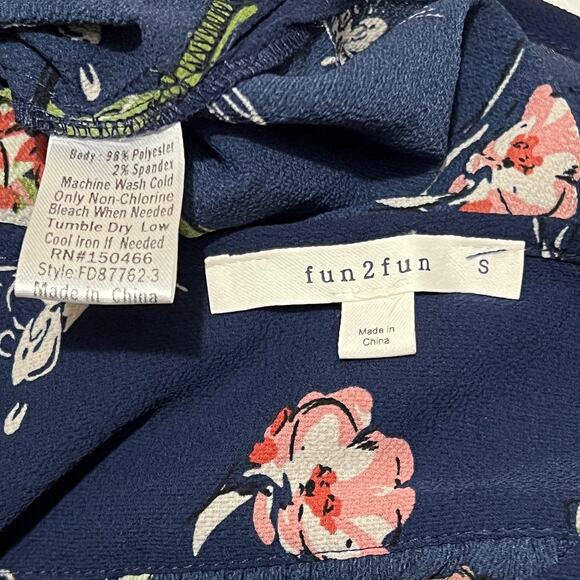 Body - 98% Polyester
2% Spandex
Machine Wash Cold
Only Non-Chlorine
Bleach When Needed
Tumble Dry Low
Cool Iron If Needed
RN#150466
Style:FD87762-3
Made in China
fun2fun S
Made in
China